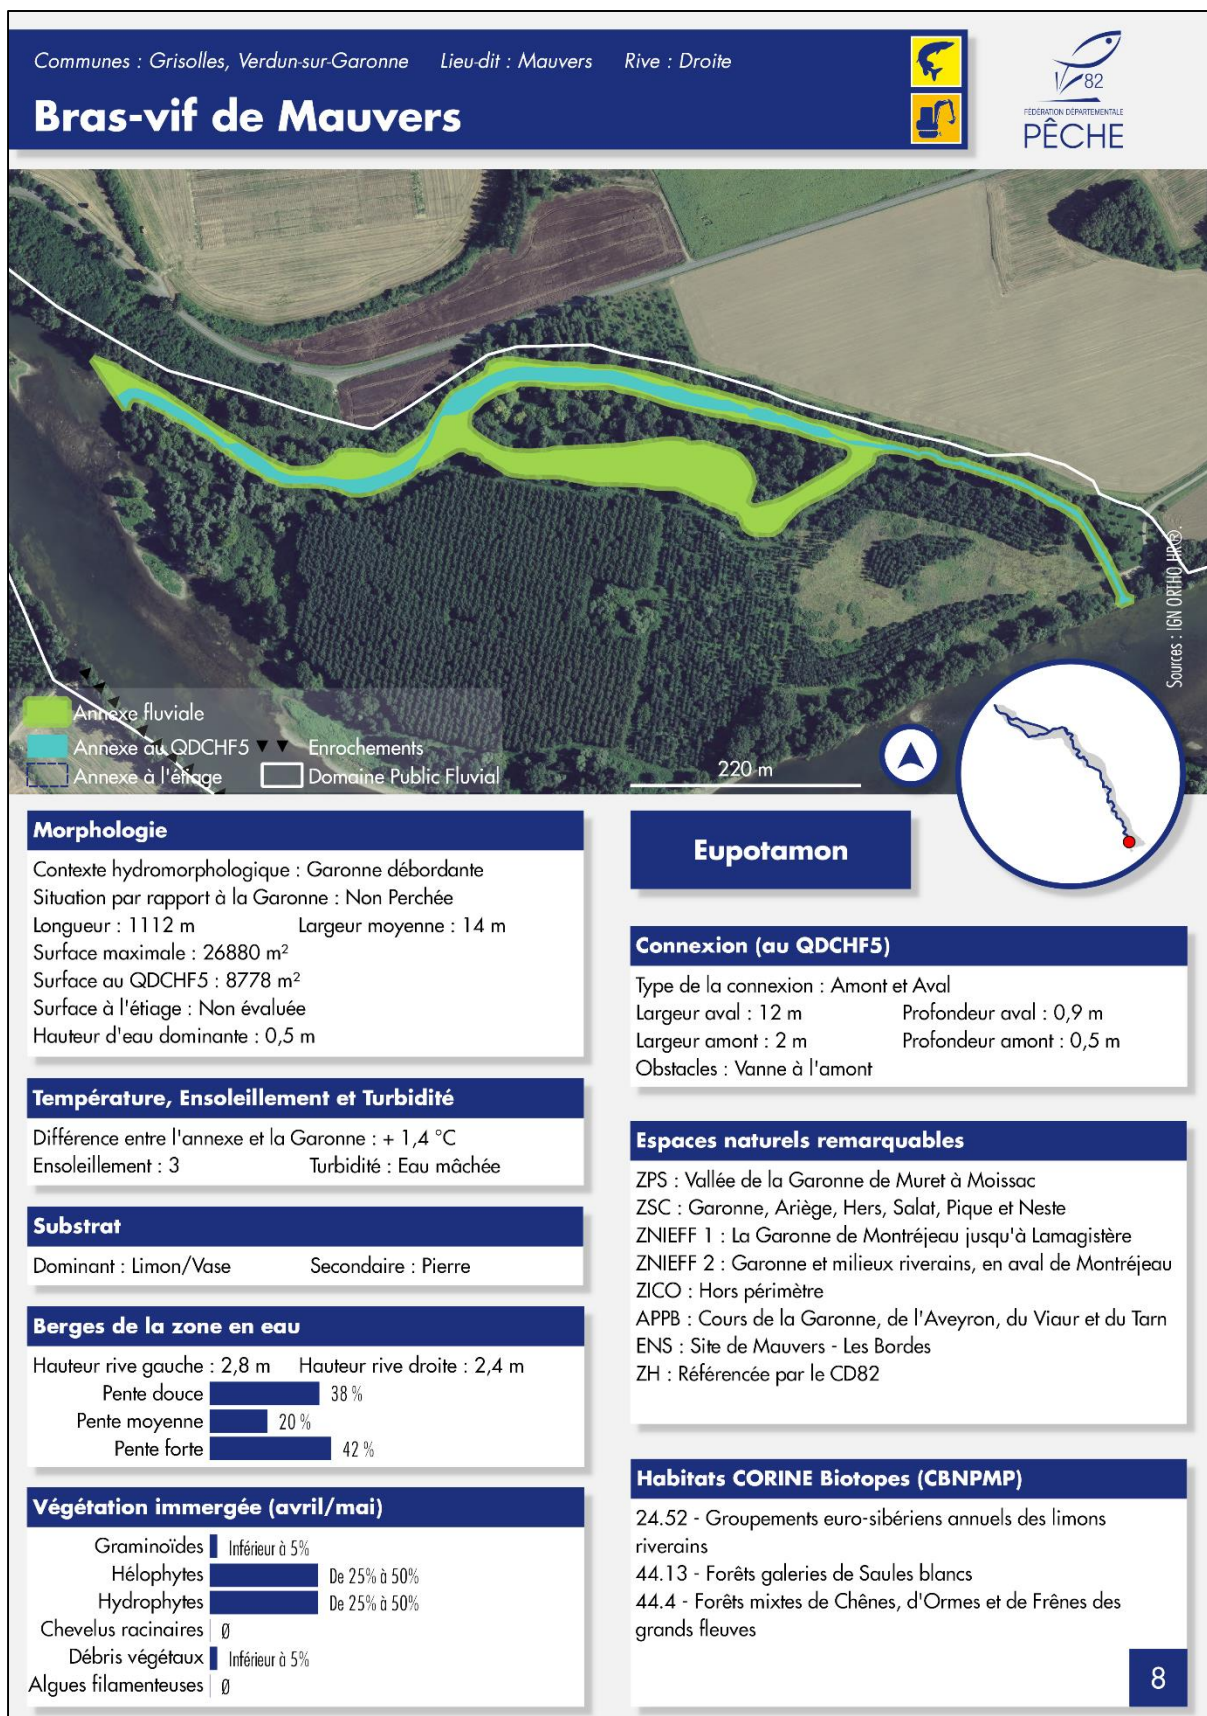 Communes : Grisolles, Verdun-sur-Garonne Lieu-dit : Mauvers Rive : Droite
Bras-vif de Mauvers
82
FÉDÉRATION DÉPARTEMENTALE
PÊCHE
Sources : IGN ORTHO HR®.
Annexe fluviale
Annexe au QDCHF5 Enrochements
Annexe à l'étiage Domaine Public Fluvial
220 m
Morphologie
Contexte hydromorphologique : Garonne débordante
Situation par rapport à la Garonne : Non Perchée
Longueur : 1112 m Largeur moyenne : 14 m
Surface maximale : 26880 m²
Surface au QDCHF5 : 8778 m²
Surface à l'étiage : Non évaluée
Hauteur d'eau dominante : 0,5 m
Température, Ensoleillement et Turbidité
Différence entre l'annexe et la Garonne : + 1,4 °C
Ensoleillement : 3 Turbidité : Eau mâchée
Substrat
Dominant : Limon/Vase Secondaire : Pierre
Berges de la zone en eau
Hauteur rive gauche : 2,8 m Hauteur rive droite : 2,4 m
Pente douce 38 %
Pente moyenne 20 %
Pente forte 42 %
Végétation immergée (avril/mai)
Graminoïdes Inférieur à 5%
Hélophytes De 25% à 50%
Hydrophytes De 25% à 50%
Chevelus racinaires Ø
Débris végétaux Inférieur à 5%
Algues filamenteuses Ø
Eupotamon
Connexion (au QDCHF5)
Type de la connexion : Amont et Aval
Largeur aval : 12 m Profondeur aval : 0,9 m
Largeur amont : 2 m Profondeur amont : 0,5 m
Obstacles : Vanne à l'amont
Espaces naturels remarquables
ZPS : Vallée de la Garonne de Muret à Moissac
ZSC : Garonne, Ariège, Hers, Salat, Pique et Neste
ZNIEFF 1 : La Garonne de Montréjeau jusqu'à Lamagistère
ZNIEFF 2 : Garonne et milieux riverains, en aval de Montréjeau
ZICO : Hors périmètre
APPB : Cours de la Garonne, de l'Aveyron, du Viaur et du Tarn
ENS : Site de Mauvers - Les Bordes
ZH : Référencée par le CD82
Habitats CORINE Biotopes (CBNPMP)
24.52 - Groupements euro-sibériens annuels des limons
riverains
44.13 - Forêts galeries de Saules blancs
44.4 - Forêts mixtes de Chênes, d'Ormes et de Frênes des
grands fleuves
8